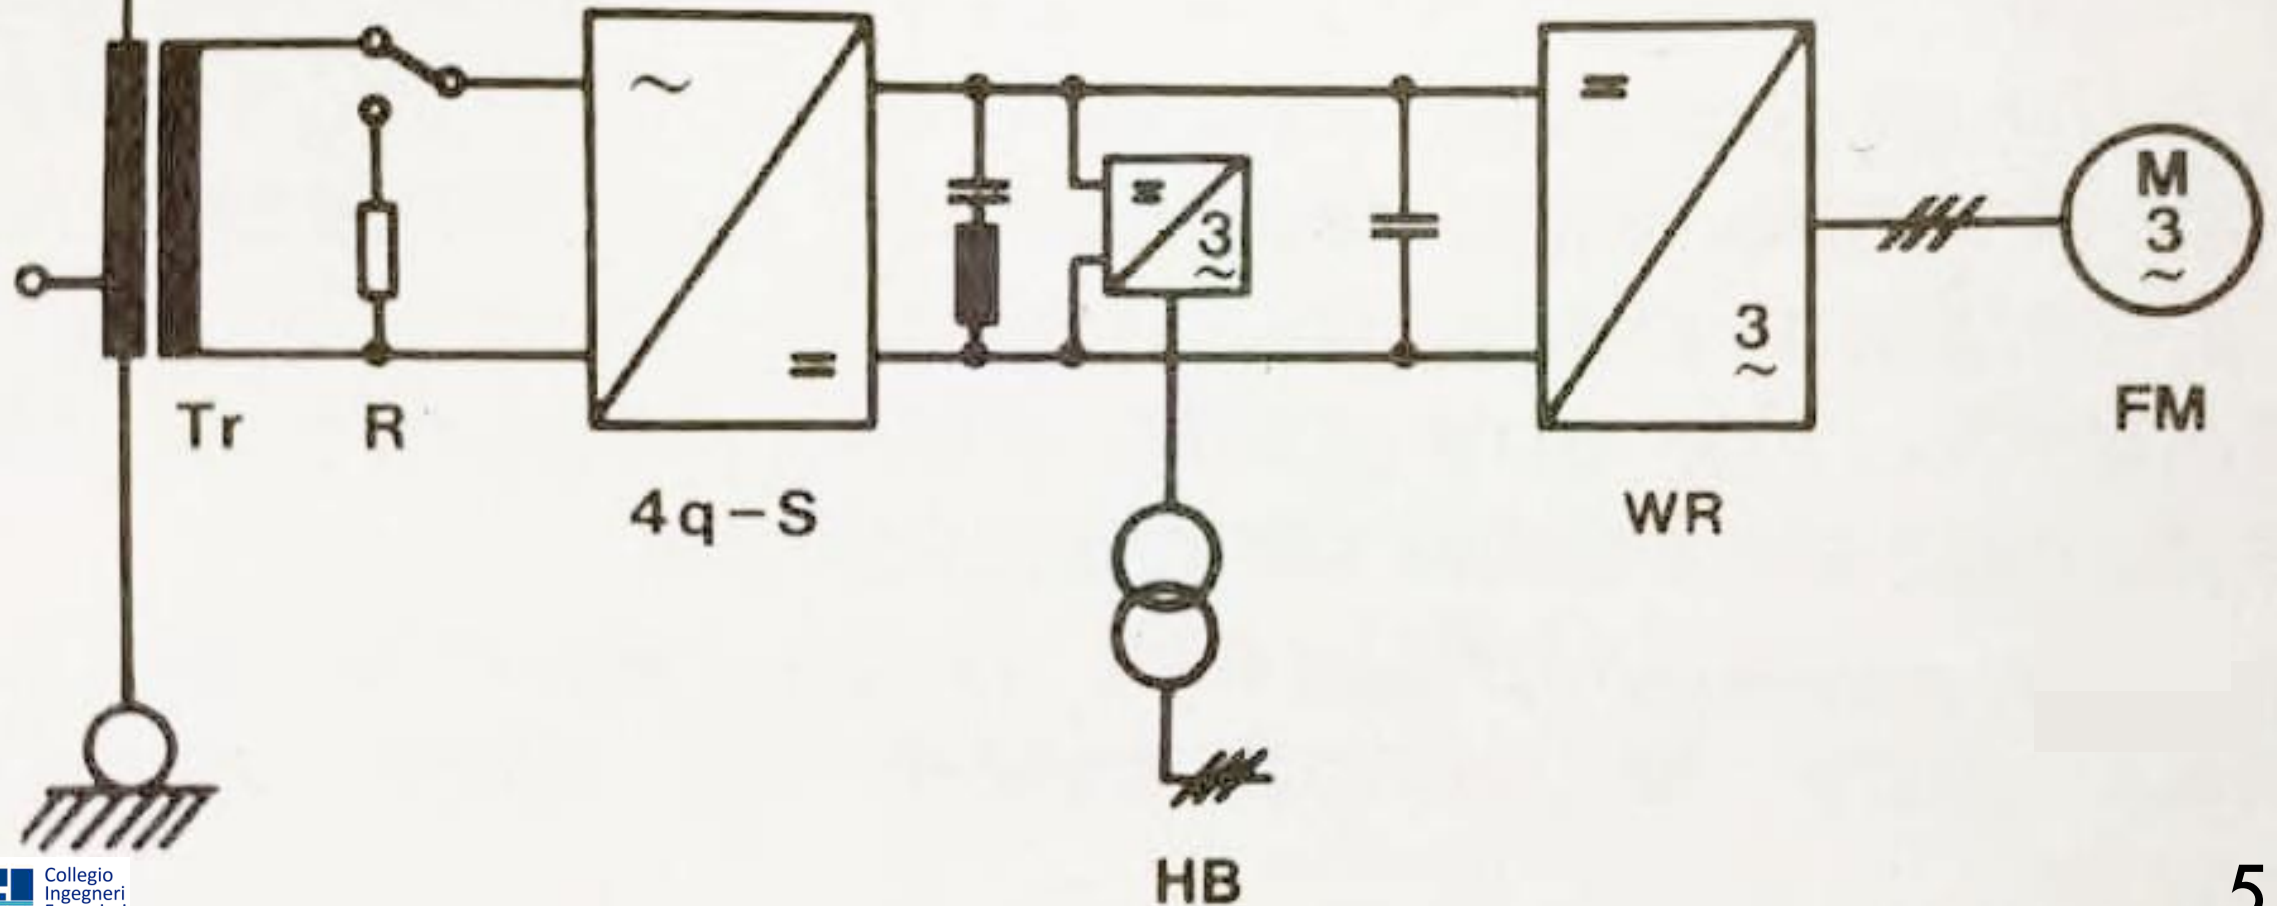 ~
=
=
3
~
=
3
~
M
3
~
Tr
R
4q-S
WR
FM
HB
Collegio
Ingegneri
5